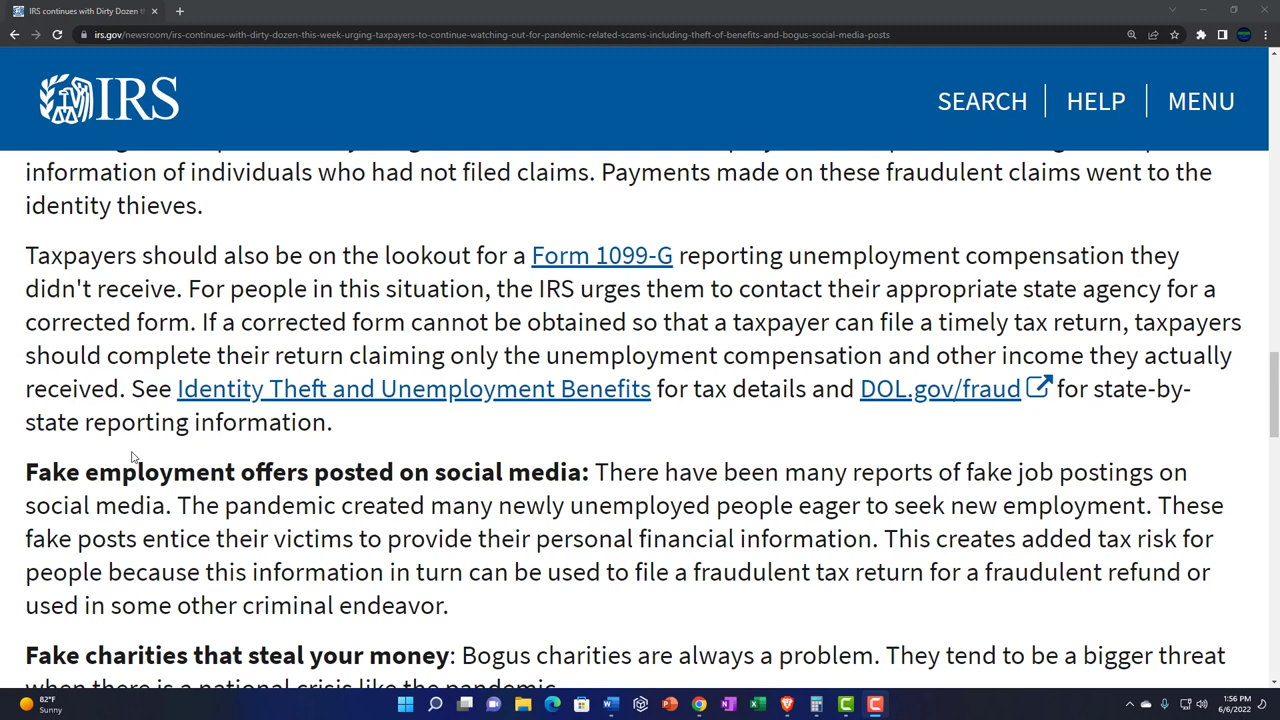 IRS continues with Dirty Dozen t
irs.gov/newsroom/irs-continues-with-dirty-dozen-this-week-urging-taxpayers-to-continue-watching-out-for-pandemic-related-scams-including-theft-of-benefits-and-bogus-social-media-posts
IRS
SEARCH
HELP
MENU
information of individuals who had not filed claims. Payments made on these fraudulent claims went to the
identity thieves.
Taxpayers should also be on the lookout for a Form 1099-G reporting unemployment compensation they
didn't receive. For people in this situation, the IRS urges them to contact their appropriate state agency for a
corrected form. If a corrected form cannot be obtained so that a taxpayer can file a timely tax return, taxpayers
should complete their return claiming only the unemployment compensation and other income they actually
received. See Identity Theft and Unemployment Benefits for tax details and DOL.gov/fraud for state-by-
state reporting information.
Fake employment offers posted on social media: There have been many reports of fake job postings on
social media. The pandemic created many newly unemployed people eager to seek new employment. These
fake posts entice their victims to provide their personal financial information. This creates added tax risk for
people because this information in turn can be used to file a fraudulent tax return for a fraudulent refund or
used in some other criminal endeavor.
Fake charities that steal your money: Bogus charities are always a problem. They tend to be a bigger threat
when there is a national crisis like the pandemic.
82°F
Sunny
1:56 PM
6/6/2022